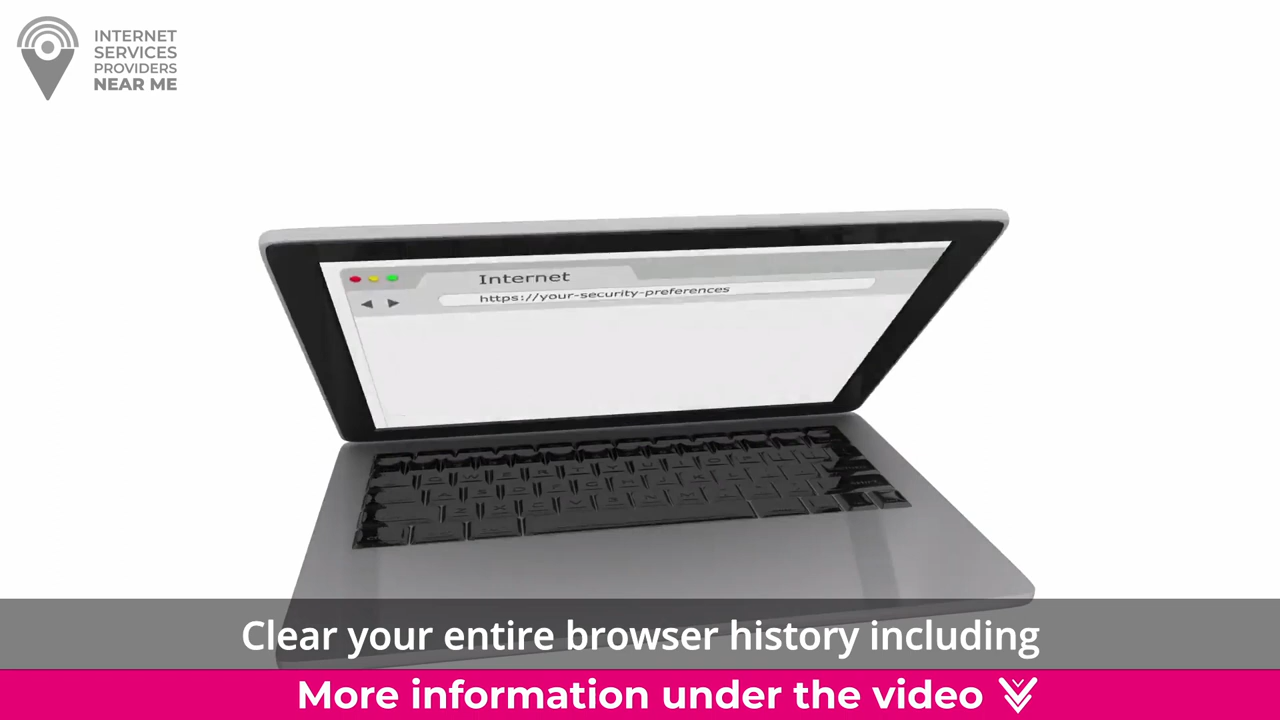 INTERNET
SERVICES
PROVIDERS
NEAR ME
Internet
https://your-security-preferences
Clear your entire browser history including
More information under the video